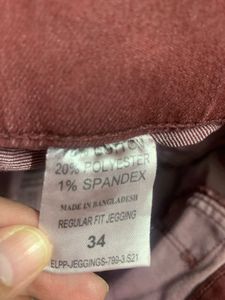 20% POLYESTER
1% SPANDEX
MADE IN BANGLADESH
REGULAR FIT JEGGING
34
ELPP-JEGGINGS-799-3.S21